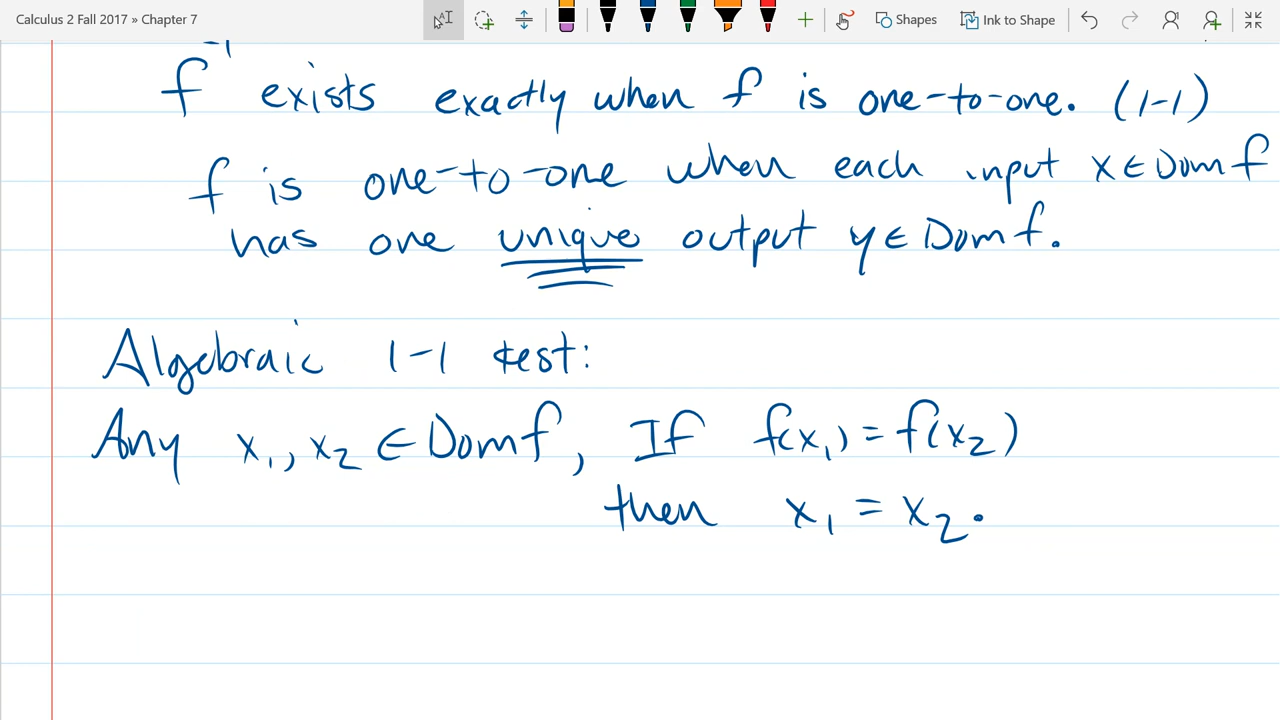 Calculus 2 Fall 2017 » Chapter 7
Shapes
Ink to Shape
f⁻¹ exists exactly when f is one-to-one. (1-1)
f is one-to-one when each input x ∈ Dom f
has one unique output y ∈ Dom f.
Algebraic 1-1 test:
Any x₁, x₂ ∈ Dom f, If f(x₁) = f(x₂)
then x₁ = x₂.